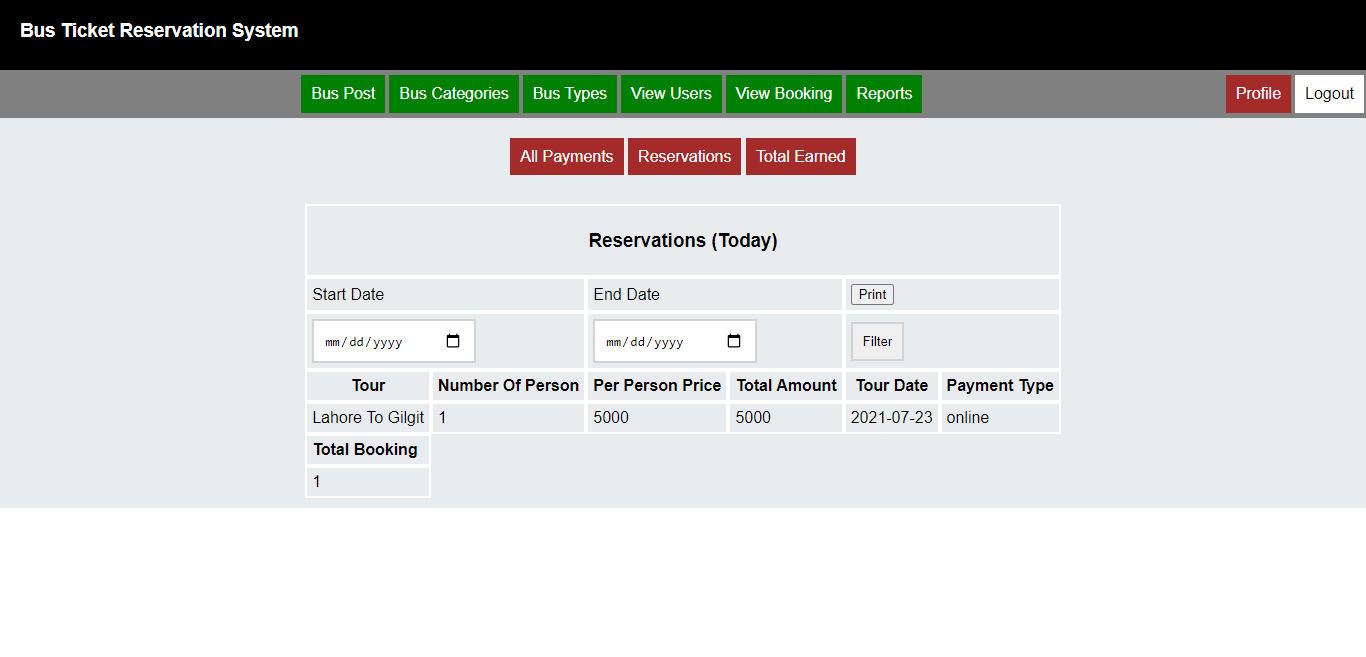 Bus Ticket Reservation System
Bus Post Bus Categories Bus Types View Users View Booking Reports Profile Logout
All Payments Reservations Total Earned
Reservations (Today)
Start Date End Date Print
mm/dd/yyyy mm/dd/yyyy Filter
Tour Number Of Person Per Person Price Total Amount Tour Date Payment Type
Lahore To Gilgit 1 5000 5000 2021-07-23 online
Total Booking
1